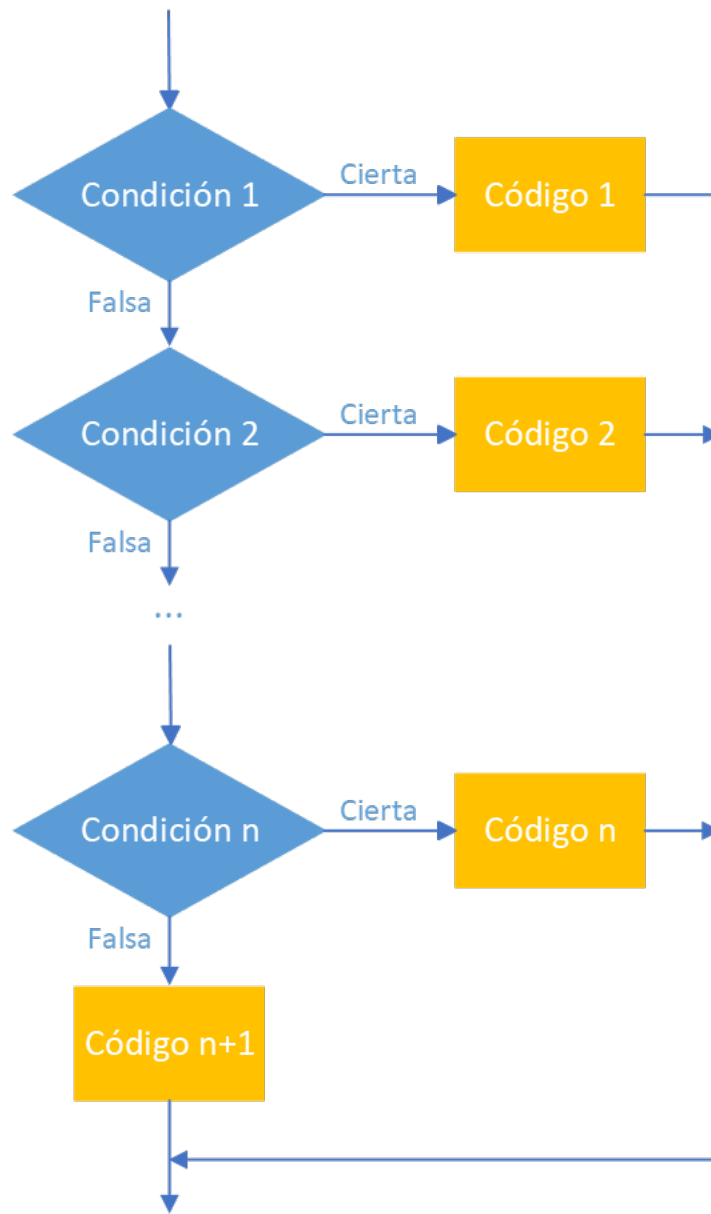 Condición 1
Cierta
Código 1
Falsa
Condición 2
Cierta
Código 2
Falsa
...
Condición n
Cierta
Código n
Falsa
Código n+1